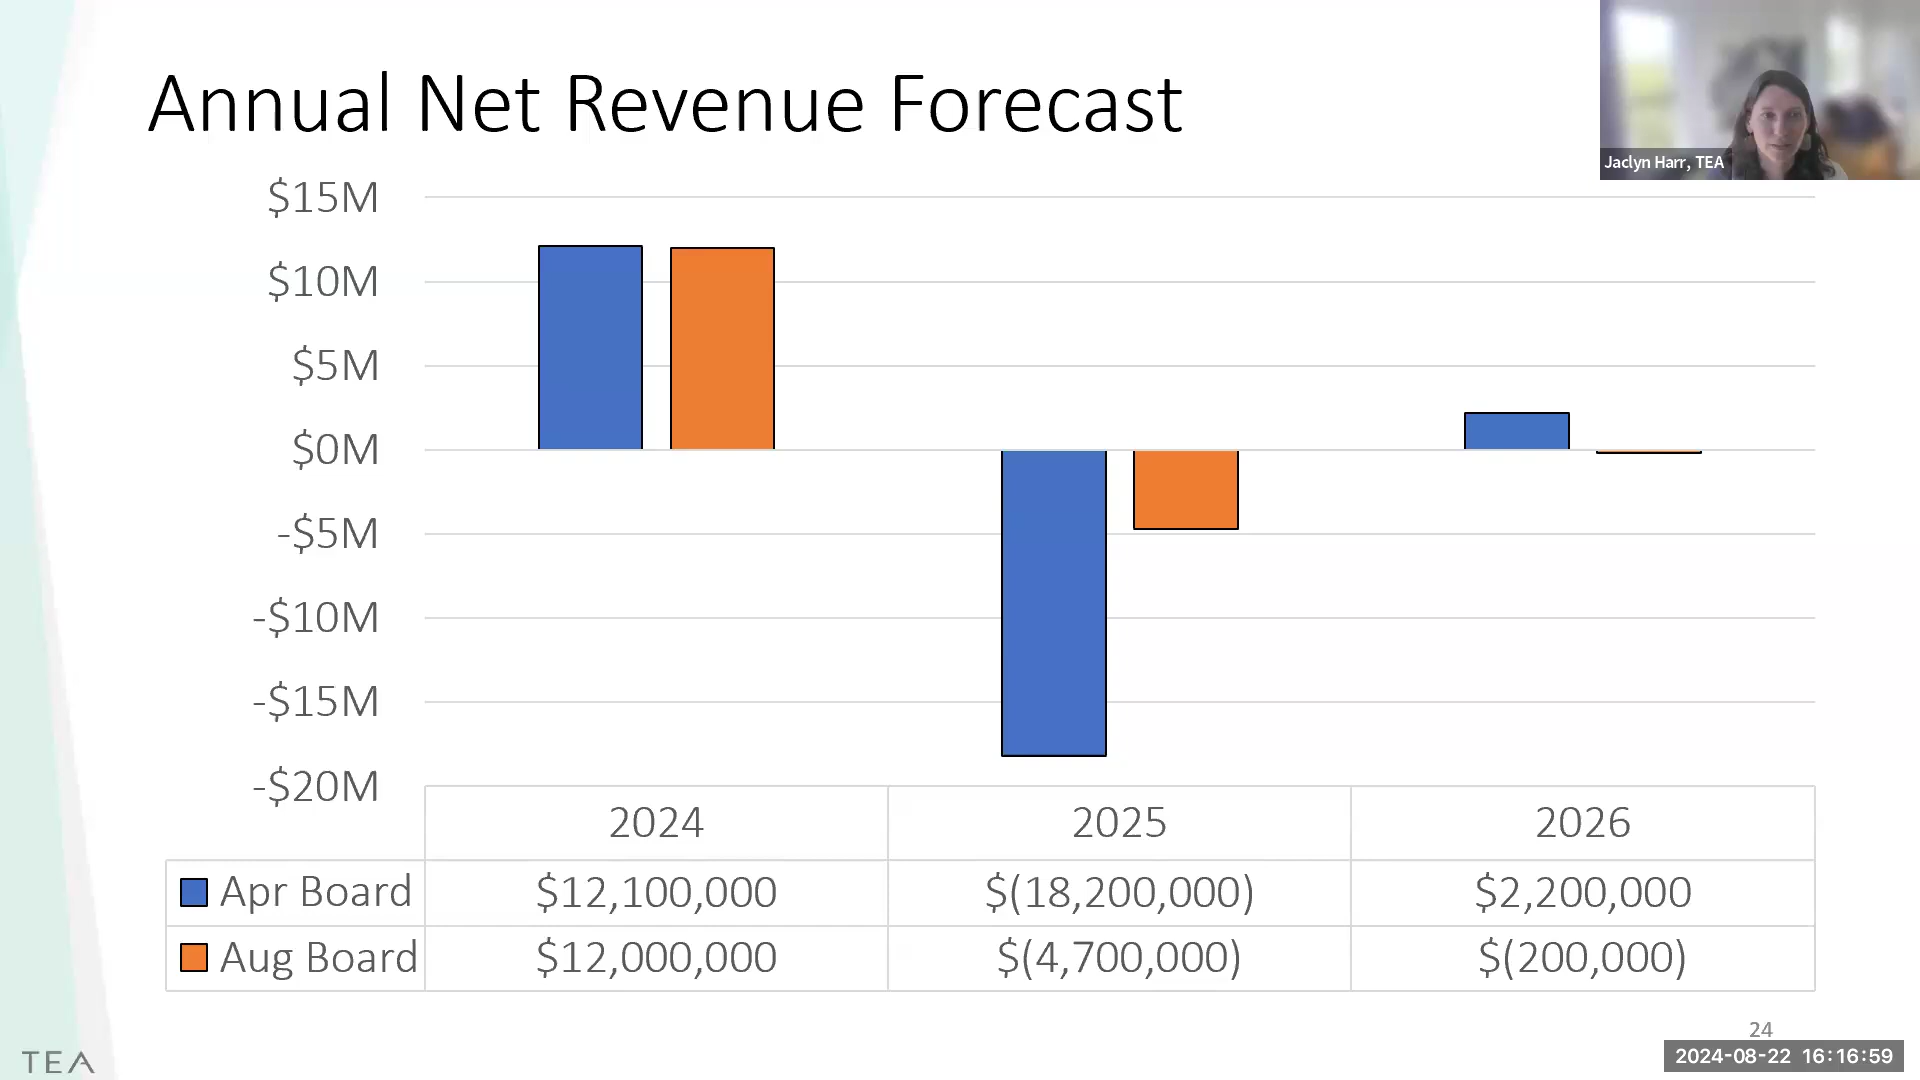 Annual Net Revenue Forecast
Jaclyn Harr, TEA
$15M
$10M
$5M
$0M
-$5M
-$10M
-$15M
-$20M
2024 2025 2026
Apr Board $12,100,000 $(18,200,000) $2,200,000
Aug Board $12,000,000 $(4,700,000) $(200,000)
24
TEA
2024-08-22 16:16:59